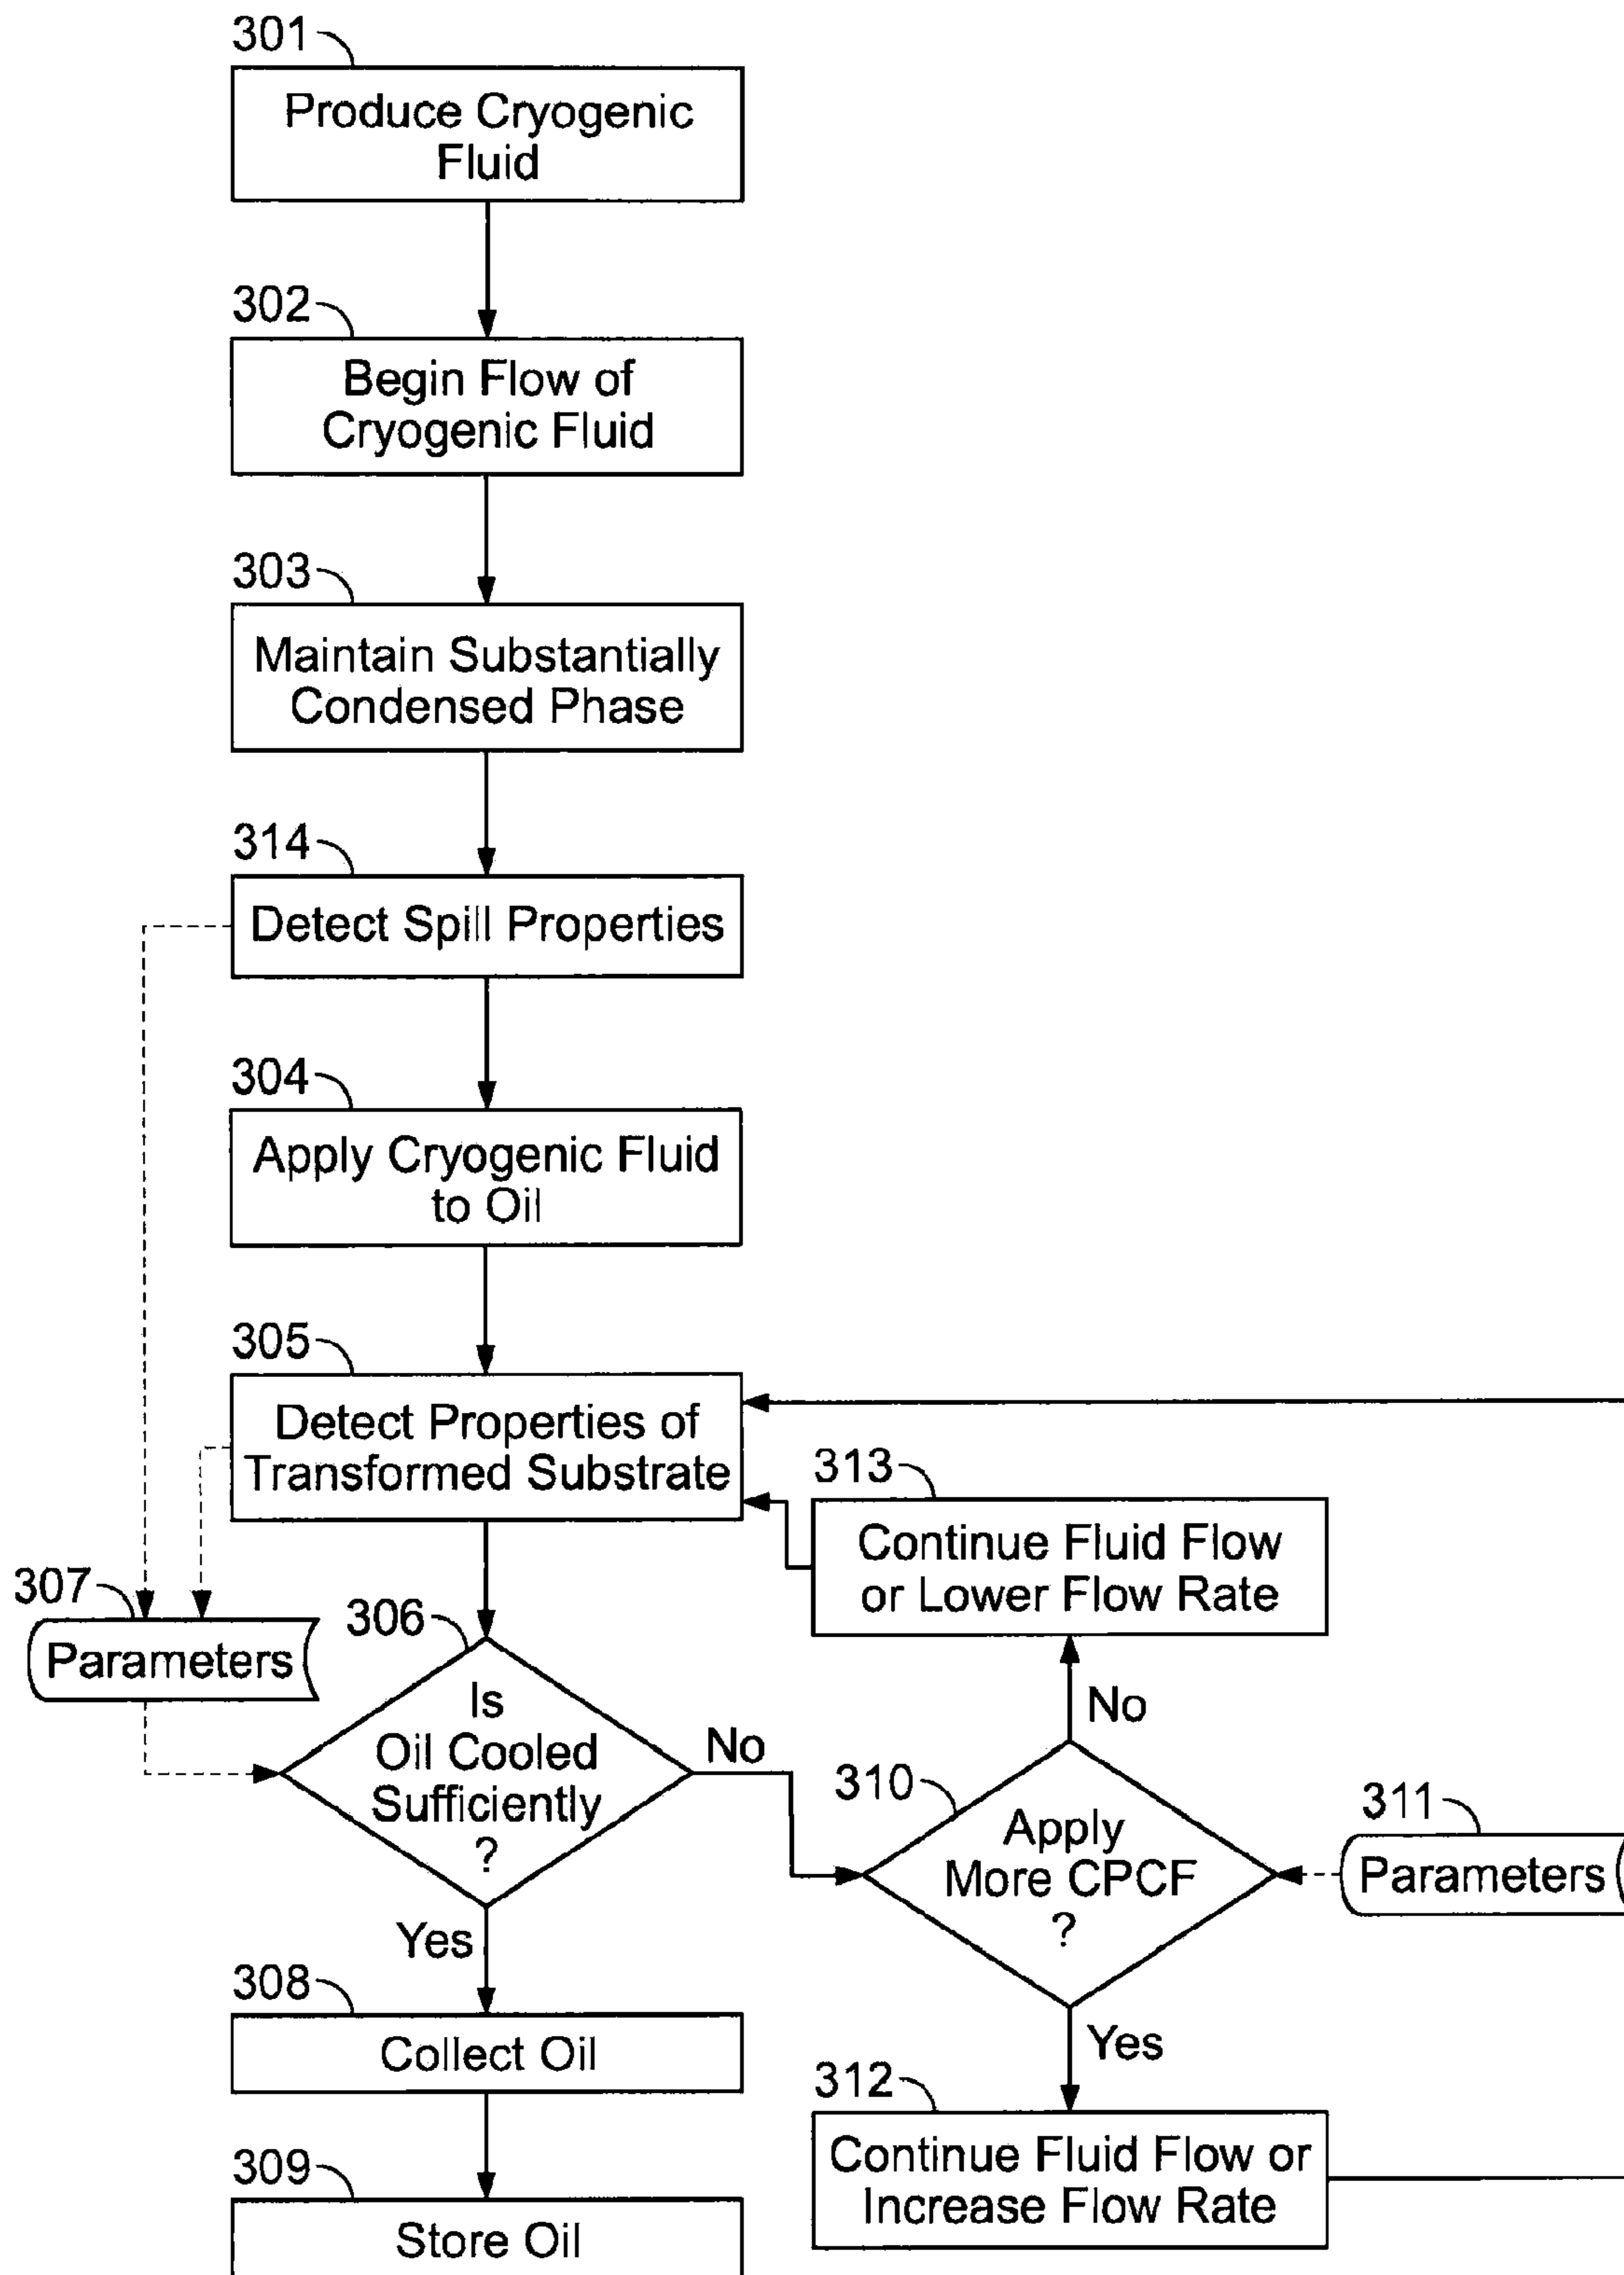 301
Produce Cryogenic
Fluid
302
Begin Flow of
Cryogenic Fluid
303
Maintain Substantially
Condensed Phase
314
Detect Spill Properties
304
Apply Cryogenic Fluid
to Oil
305
Detect Properties of
Transformed Substrate
313
Continue Fluid Flow
or Lower Flow Rate
307
Parameters
306
Is
Oil Cooled
Sufficiently
?
No
No
310
Apply
More CPCF
?
311
Parameters
Yes
Yes
308
Collect Oil
312
Continue Fluid Flow or
Increase Flow Rate
309
Store Oil